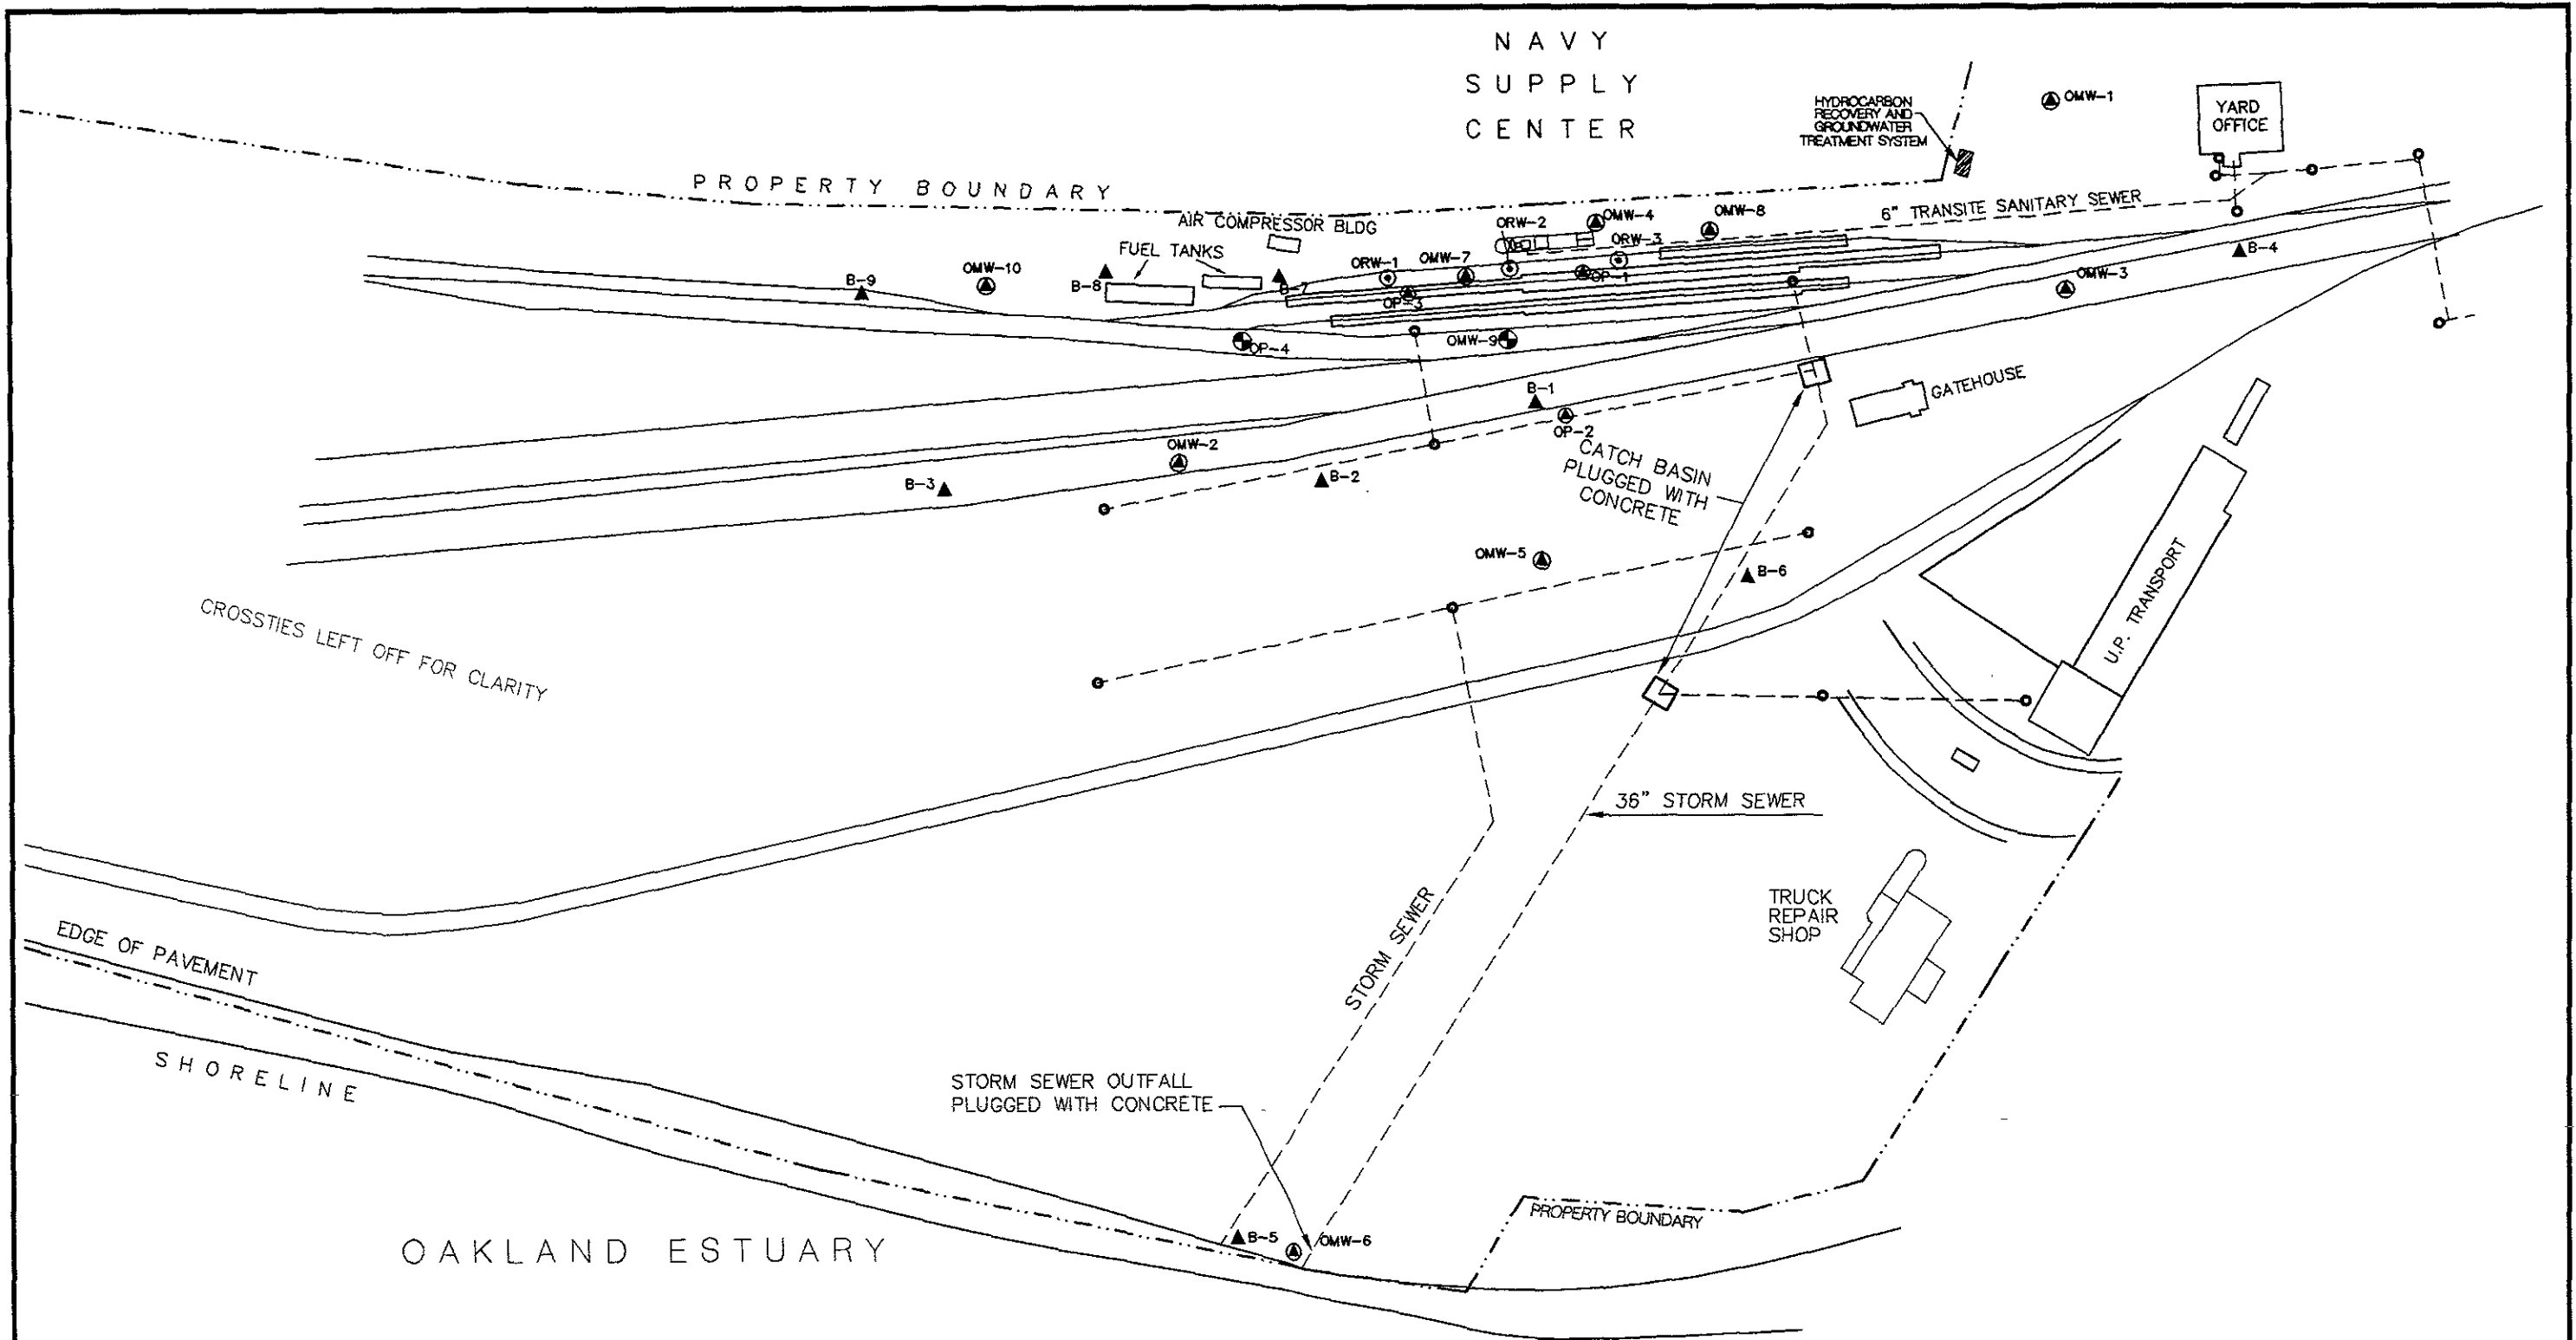 NAVY
SUPPLY
CENTER
HYDROCARBON
RECOVERY AND
GROUNDWATER
TREATMENT SYSTEM
OMW-1
YARD
OFFICE
PROPERTY BOUNDARY
AIR COMPRESSOR BLDG
6" TRANSITE SANITARY SEWER
ORW-2
OMW-4
OMW-8
ORW-3
FUEL TANKS
B-9
OMW-10
B-8
B-7
ORW-1
OMW-7
OP-1
OP-3
B-4
OMW-3
OP-4
OMW-9
B-1
OP-2
GATEHOUSE
OMW-2
B-3
B-2
CATCH BASIN
PLUGGED WITH
CONCRETE
OMW-5
B-6
U.P. TRANSPORT
CROSSTIES LEFT OFF FOR CLARITY
36" STORM SEWER
STORM SEWER
TRUCK
REPAIR
SHOP
EDGE OF PAVEMENT
SHORELINE
STORM SEWER OUTFALL
PLUGGED WITH CONCRETE
PROPERTY BOUNDARY
B-5
OMW-6
OAKLAND ESTUARY